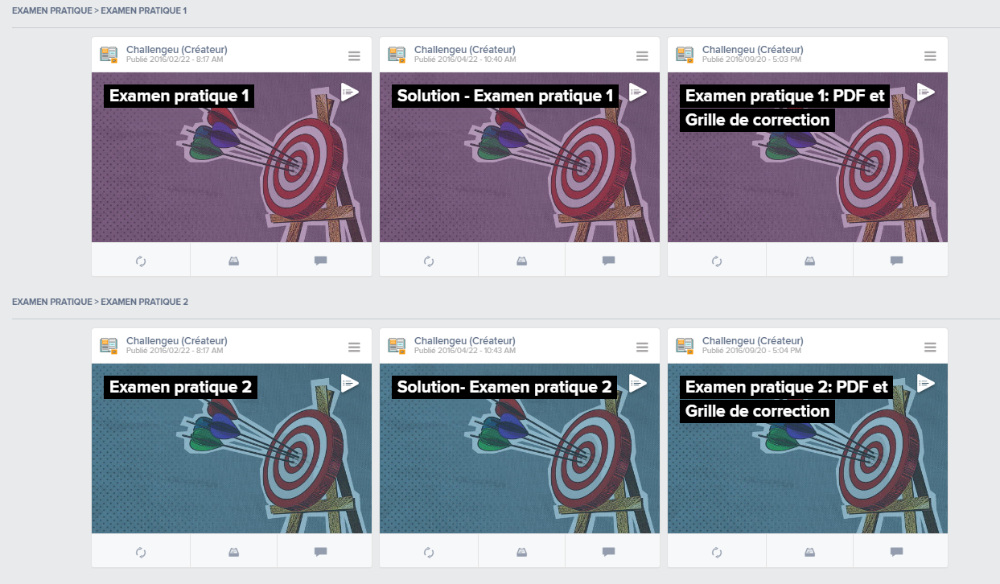 EXAMEN PRATIQUE > EXAMEN PRATIQUE 1
Challengeu (Créateur)
Publié 2016/02/22 - 8:17 AM
Examen pratique 1
Challengeu (Créateur)
Publié 2016/04/22 - 10:40 AM
Solution - Examen pratique 1
Challengeu (Créateur)
Publié 2016/09/20 - 5:03 PM
Examen pratique 1: PDF et
Grille de correction
EXAMEN PRATIQUE > EXAMEN PRATIQUE 2
Challengeu (Créateur)
Publié 2016/02/22 - 8:17 AM
Examen pratique 2
Challengeu (Créateur)
Publié 2016/04/22 - 10:43 AM
Solution- Examen pratique 2
Challengeu (Créateur)
Publié 2016/09/20 - 5:04 PM
Examen pratique 2: PDF et
Grille de correction